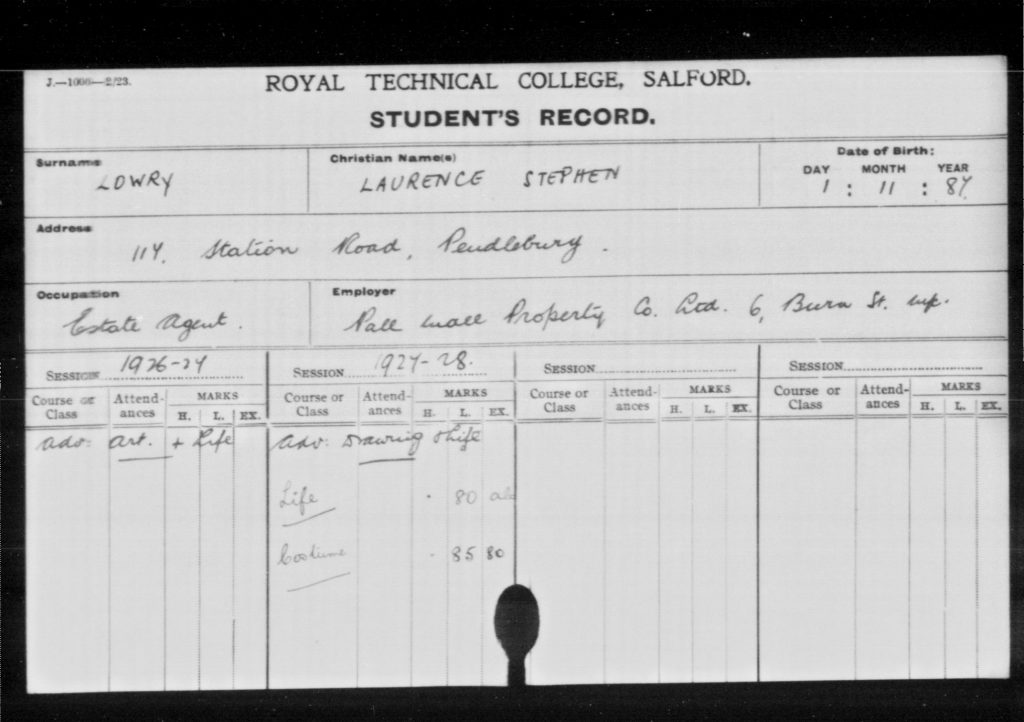 J.—1000—2/23.
ROYAL TECHNICAL COLLEGE, SALFORD.
STUDENT'S RECORD.
Surname Christian Name(s) Date of Birth:
DAY MONTH YEAR
LOWRY LAURENCE STEPHEN 1 : 11 : 87
Address
117. Station Road, Pendlebury.
Occupation Employer
Estate Agent. Pall Mall Property Co. Ltd. 6, St.
SESSION 1926-27 SESSION 1927-28. SESSION SESSION
Course or Class Attendances MARKS H. L. EX. Course or Class Attendances MARKS H. L. EX. Course or Class Attendances MARKS H. L. EX. Course or Class Attendances MARKS H. L. EX.
Adv: Art. + Life Adv: Drawing & Life
Life 80
Costume 85 80